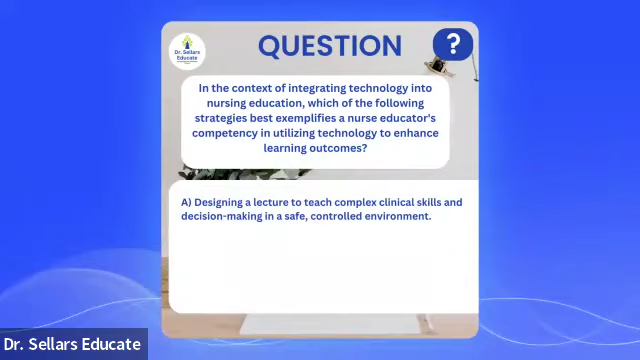 Dr. Sellars
Educate
QUESTION
?
In the context of integrating technology into
nursing education, which of the following
strategies best exemplifies a nurse educator's
competency in utilizing technology to enhance
learning outcomes?
A) Designing a lecture to teach complex clinical skills and
decision-making in a safe, controlled environment.
Dr. Sellars Educate